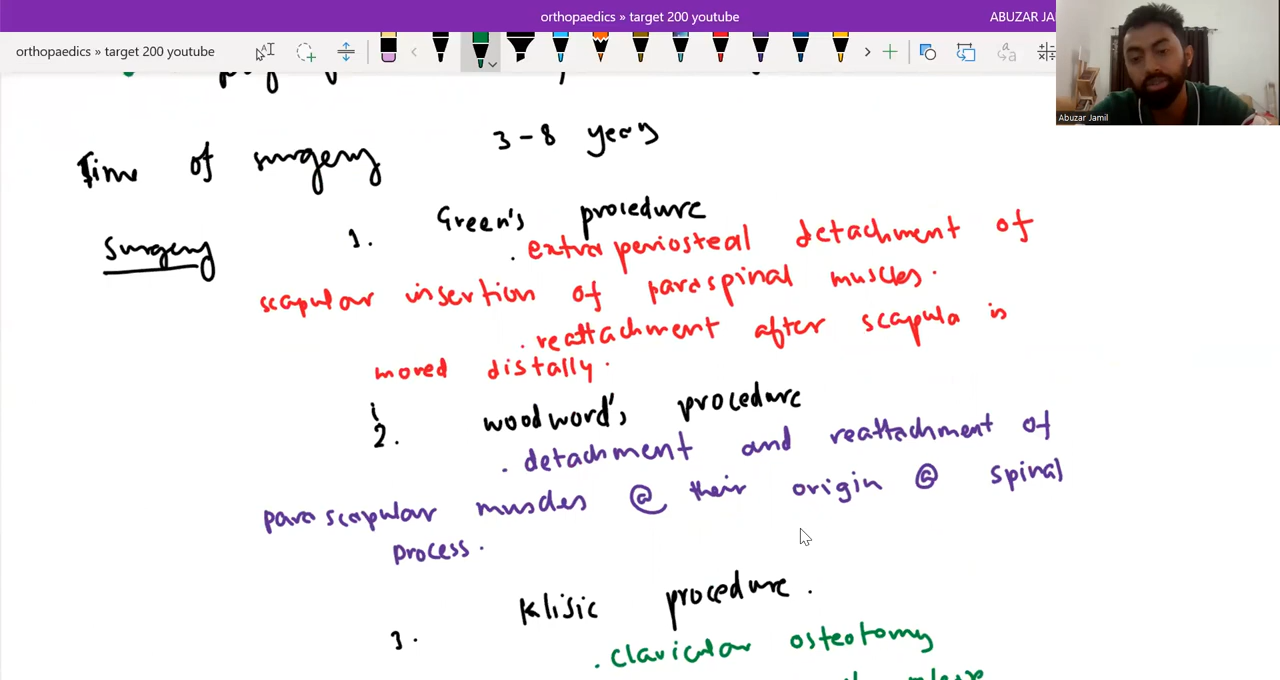 orthopaedics » target 200 youtube
ABUZAR JA
orthopaedics » target 200 youtube
Abuzar Jamil
Time of surgery 3-8 years
Surgery 1. Green's procedure
. extra periosteal detachment of
scapular insertion of paraspinal muscles.
. reattachment after scapula is
moved distally.
2. woodword's procedure
. detachment and reattachment of
parascapular muscles @ their origin @ spinal
process.
3. Klisic procedure.
. clavicular osteotomy